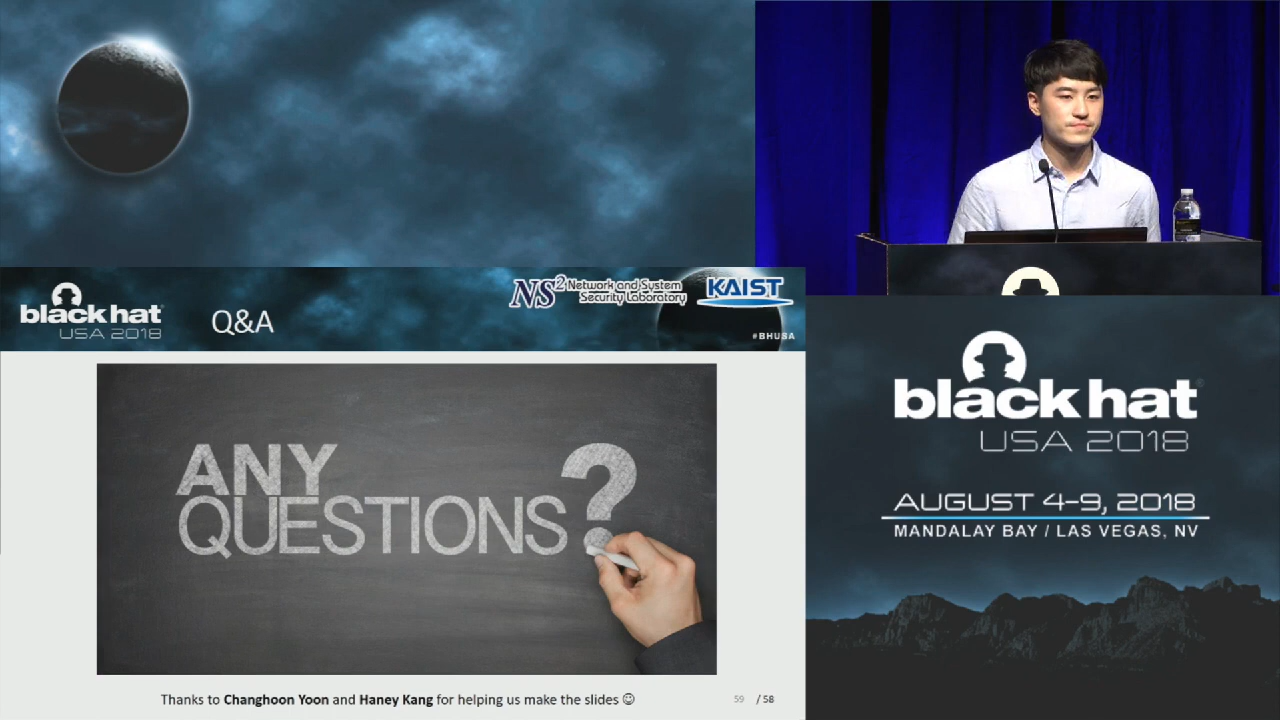 black hat
USA 2018
Q&A
NS2 Network and System
Security Laboratory
KAIST
#BHUSA
ANY
QUESTIONS?
Thanks to Changhoon Yoon and Haney Kang for helping us make the slides ☺
59 / 58
black hat
USA 2018
AUGUST 4-9, 2018
MANDALAY BAY / LAS VEGAS, NV